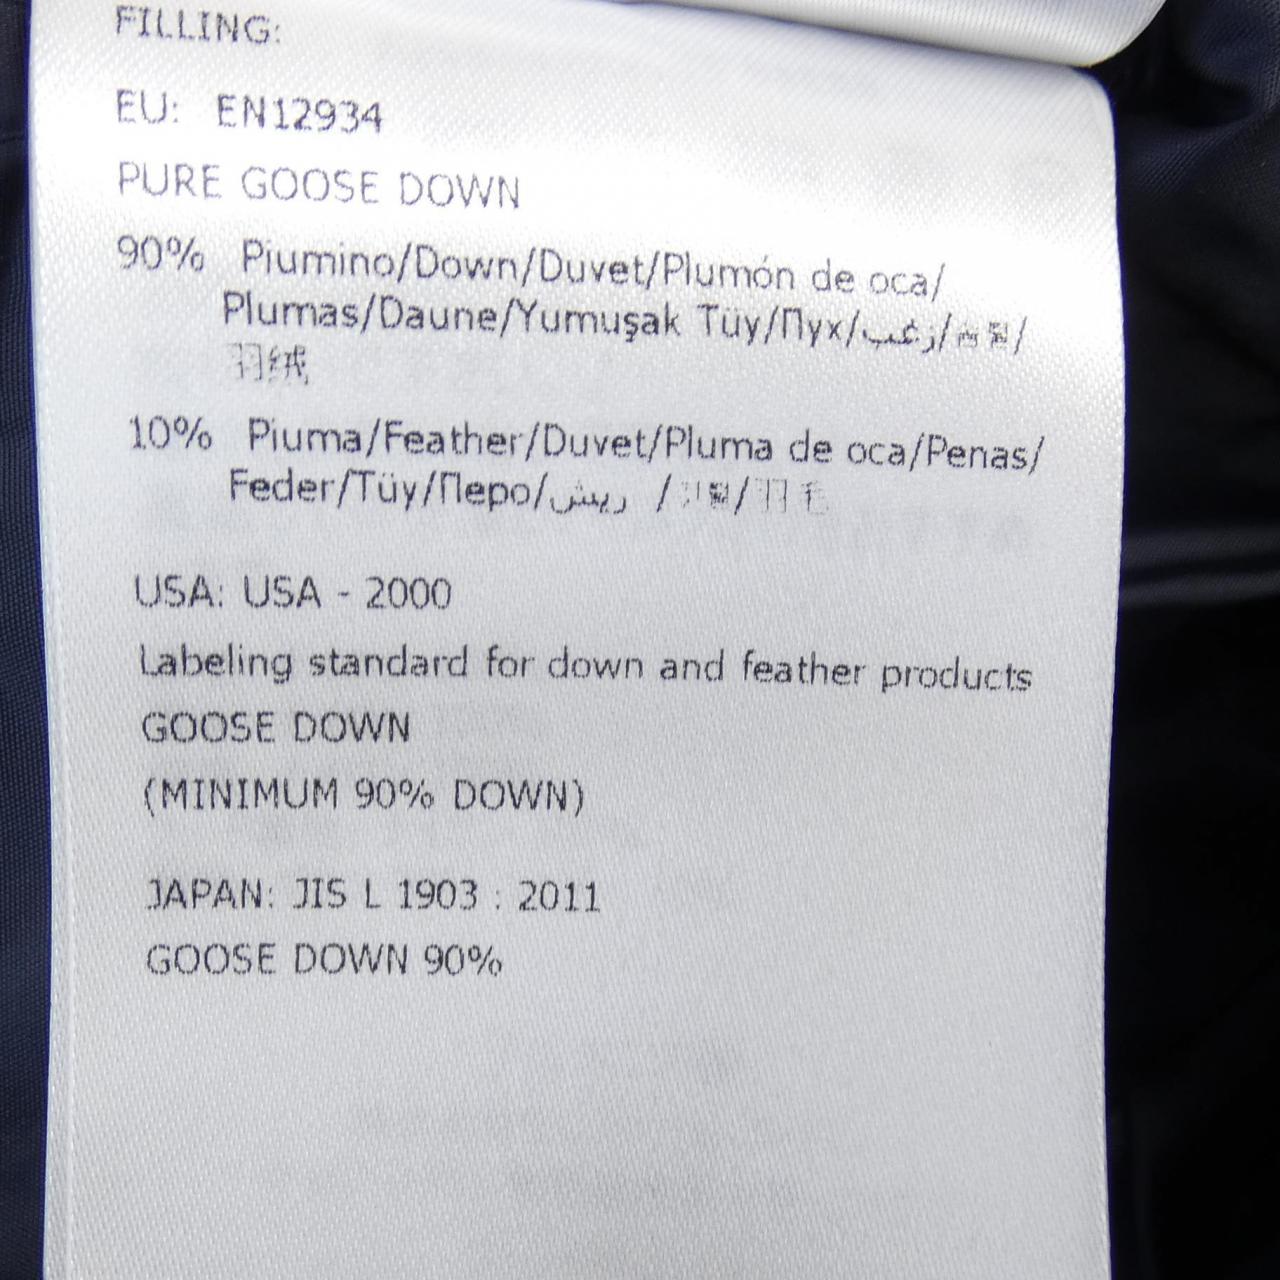 FILLING:
EU: EN12934
PURE GOOSE DOWN
90% Piumino/Down/Duvet/Plumón de oca/
Plumas/Daune/Yumuşak Tüy/Пух/زغب/
羽绒
10% Piuma/Feather/Duvet/Pluma de oca/Penas/
Feder/Tüy/Перо/ريش / /羽毛
USA: USA - 2000
Labeling standard for down and feather products
GOOSE DOWN
(MINIMUM 90% DOWN)
JAPAN: JIS L 1903 : 2011
GOOSE DOWN 90%